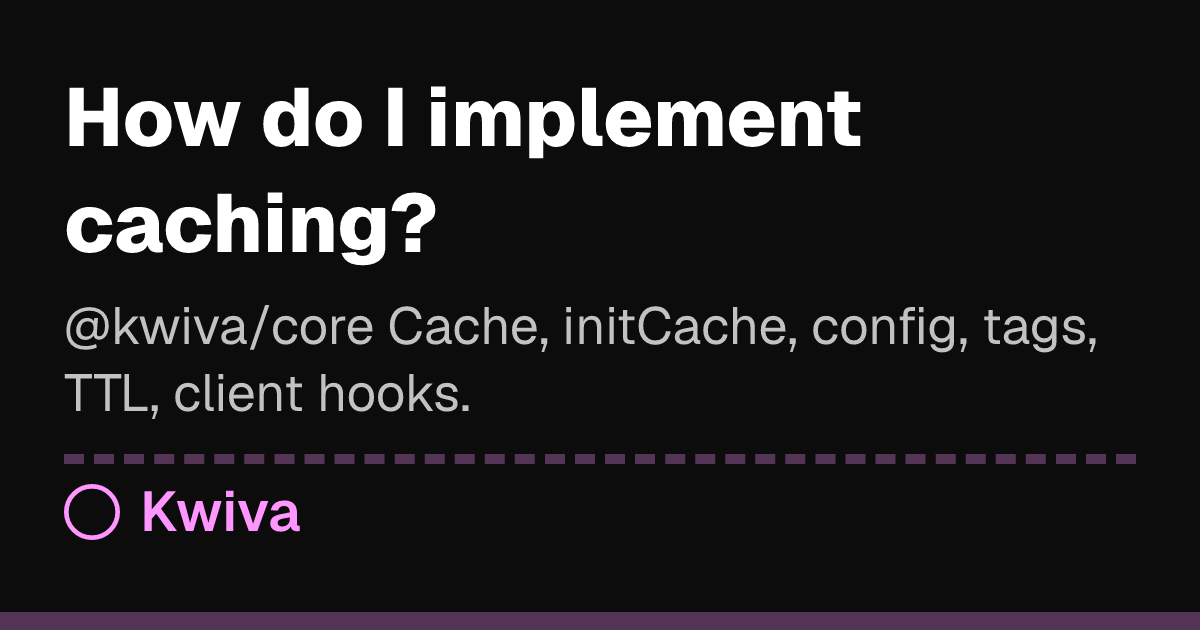 How do I implement
caching?
@kwiva/core Cache, initCache, config, tags,
TTL, client hooks.
Kwiva